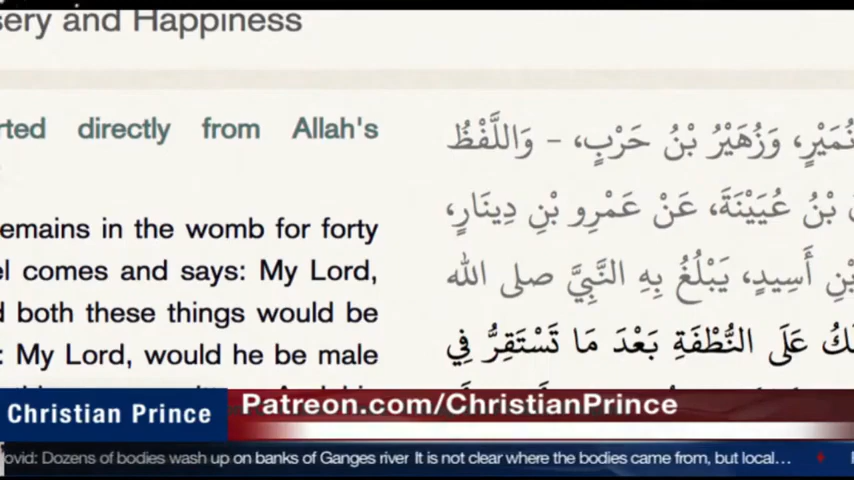 sery and Happiness
rted directly from Allah's
emains in the womb for forty
el comes and says: My Lord,
d both these things would be
: My Lord, would he be male
نُمَيْرٍ، وَزُهَيْرُ بْنُ حَرْبٍ، - وَاللَّفْظُ
بْنُ عُيَيْنَةَ، عَنْ عَمْرِو بْنِ دِينَارٍ،
بْنِ أَسِيدٍ، يَبْلُغُ بِهِ النَّبِيَّ صلى الله
لَكُ عَلَى النُّطْفَةِ بَعْدَ مَا تَسْتَقِرُّ فِي
Christian Prince
Patreon.com/ChristianPrince
ovid: Dozens of bodies wash up on banks of Ganges river It is not clear where the bodies came from, but local...